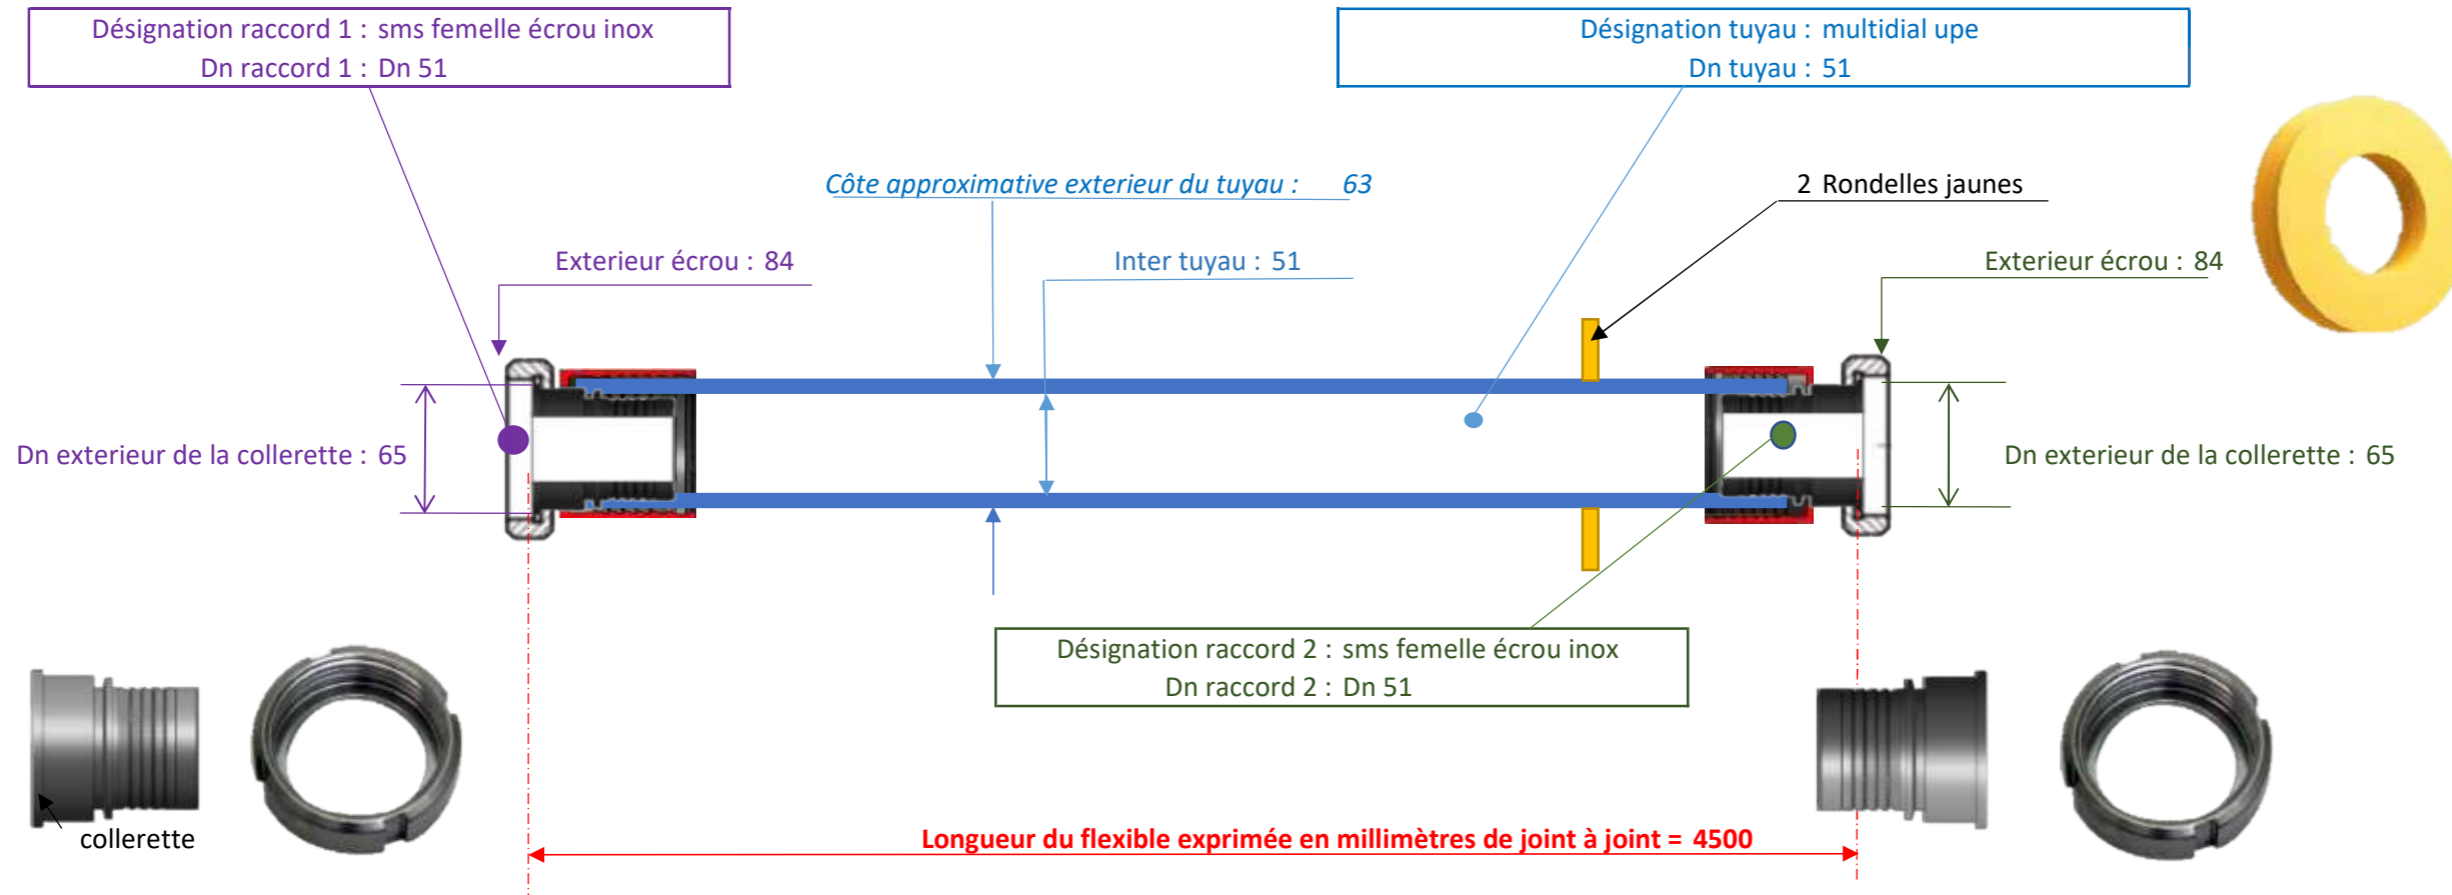 Désignation raccord 1 : sms femelle écrou inox
Dn raccord 1 : Dn 51
Désignation tuyau : multidial upe
Dn tuyau : 51
Côte approximative exterieur du tuyau : 63
2 Rondelles jaunes
Exterieur écrou : 84
Inter tuyau : 51
Exterieur écrou : 84
Dn exterieur de la collerette : 65
Dn exterieur de la collerette : 65
Désignation raccord 2 : sms femelle écrou inox
Dn raccord 2 : Dn 51
collerette
Longueur du flexible exprimée en millimètres de joint à joint = 4500